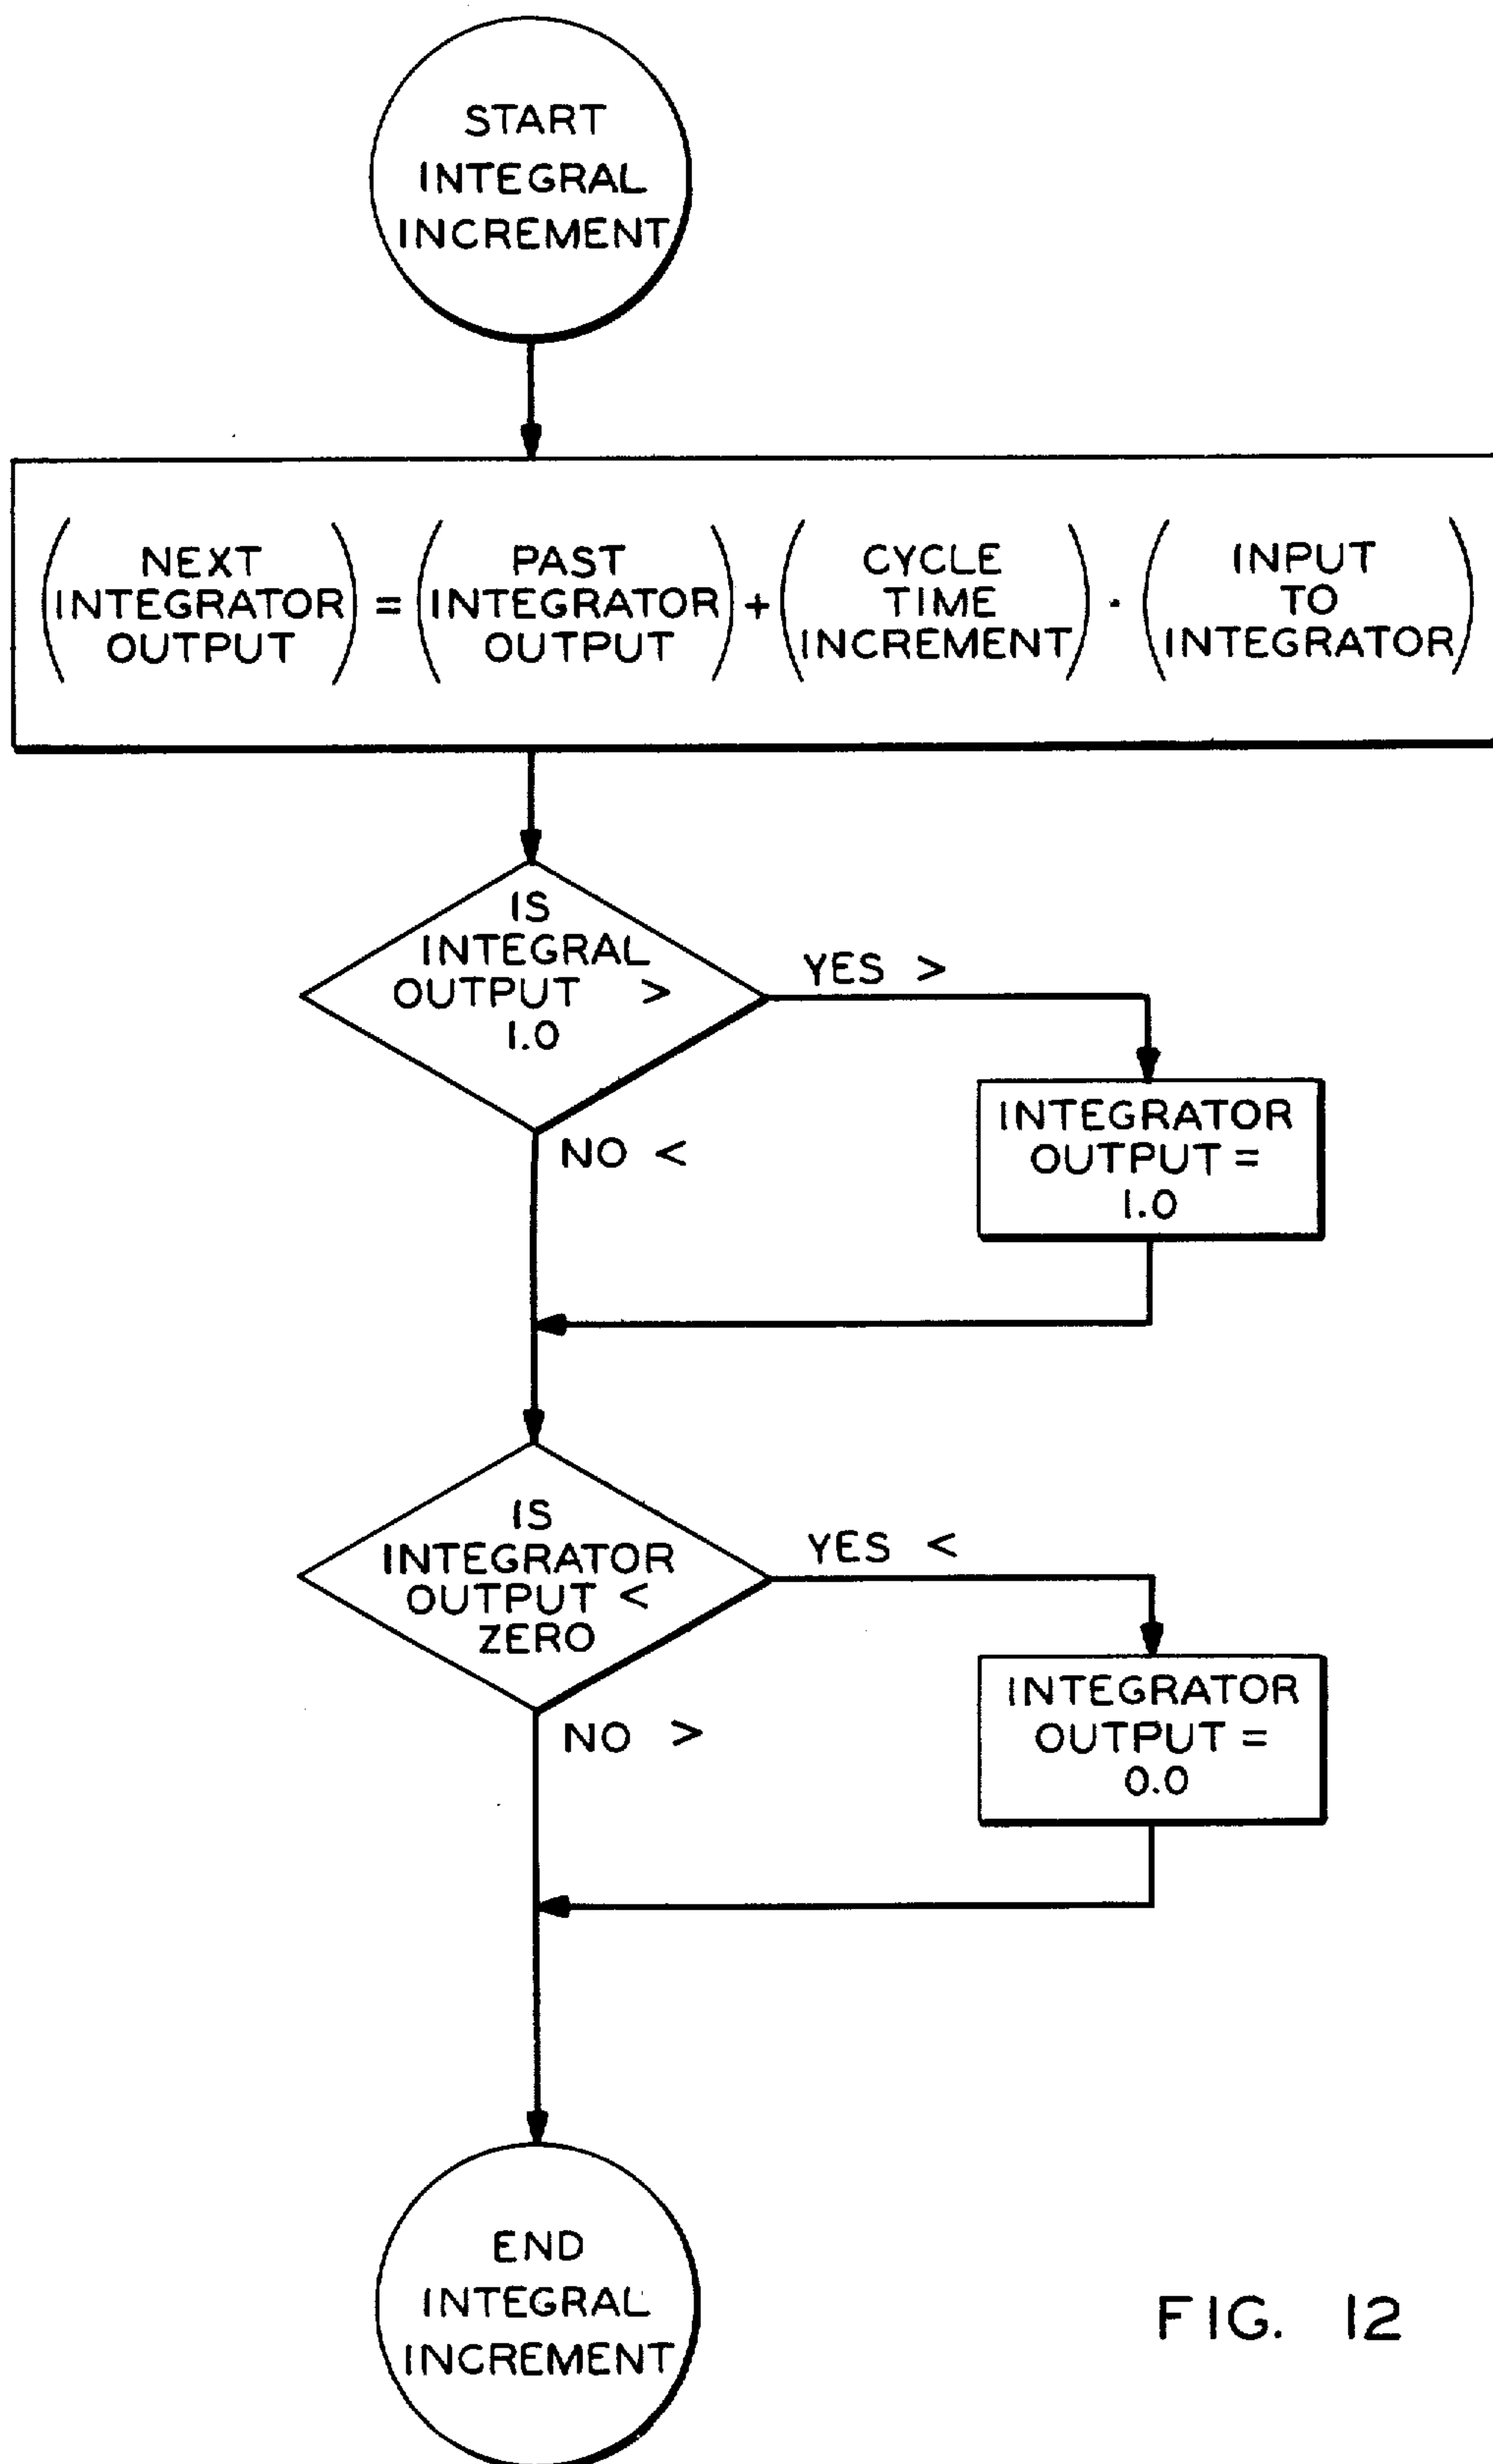 START
INTEGRAL
INCREMENT
(NEXT INTEGRATOR OUTPUT) = (PAST INTEGRATOR OUTPUT) + (CYCLE TIME INCREMENT) · (INPUT TO INTEGRATOR)
IS
INTEGRAL
OUTPUT >
1.0
YES >
NO <
INTEGRATOR
OUTPUT =
1.0
IS
INTEGRATOR
OUTPUT <
ZERO
YES <
NO >
INTEGRATOR
OUTPUT =
0.0
END
INTEGRAL
INCREMENT
FIG. 12